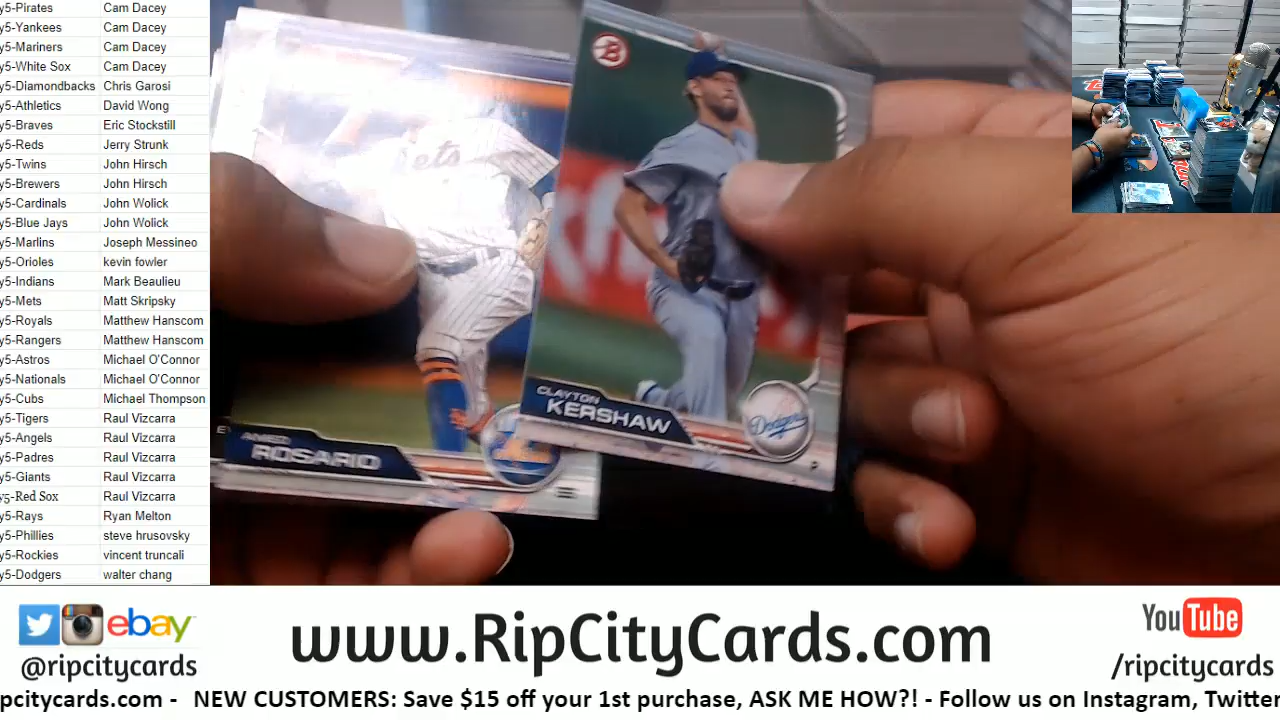 y5-Pirates Cam Dacey
y5-Yankees Cam Dacey
y5-Mariners Cam Dacey
y5-White Sox Cam Dacey
y5-Diamondbacks Chris Garosi
y5-Athletics David Wong
y5-Braves Eric Stockstill
y5-Reds Jerry Strunk
y5-Twins John Hirsch
y5-Brewers John Hirsch
y5-Cardinals John Wolick
y5-Blue Jays John Wolick
y5-Marlins Joseph Messineo
y5-Orioles kevin fowler
y5-Indians Mark Beaulieu
y5-Mets Matt Skripsky
y5-Royals Matthew Hanscom
y5-Rangers Matthew Hanscom
y5-Astros Michael O'Connor
y5-Nationals Michael O'Connor
y5-Cubs Michael Thompson
y5-Tigers Raul Vizcarra
y5-Angels Raul Vizcarra
y5-Padres Raul Vizcarra
y5-Giants Raul Vizcarra
y5-Red Sox Raul Vizcarra
y5-Rays Ryan Melton
y5-Phillies steve hrusovsky
y5-Rockies vincent truncali
y5-Dodgers walter chang
B
ets
AMED
ROSARIO
CLAYTON
KERSHAW
Dodgers
P
ebay
@ripcitycards
www.RipCityCards.com
YouTube
/ripcitycards
pcitycards.com - NEW CUSTOMERS: Save $15 off your 1st purchase, ASK ME HOW?! - Follow us on Instagram, Twitter